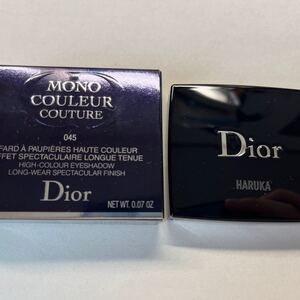 MONO
COULEUR
COUTURE
045
FARD À PAUPIÈRES HAUTE COULEUR
EFFET SPECTACULAIRE LONGUE TENUE
HIGH-COLOUR EYESHADOW
LONG-WEAR SPECTACULAR FINISH
Dior
NET WT. 0.07 OZ
Dior
HARUKA